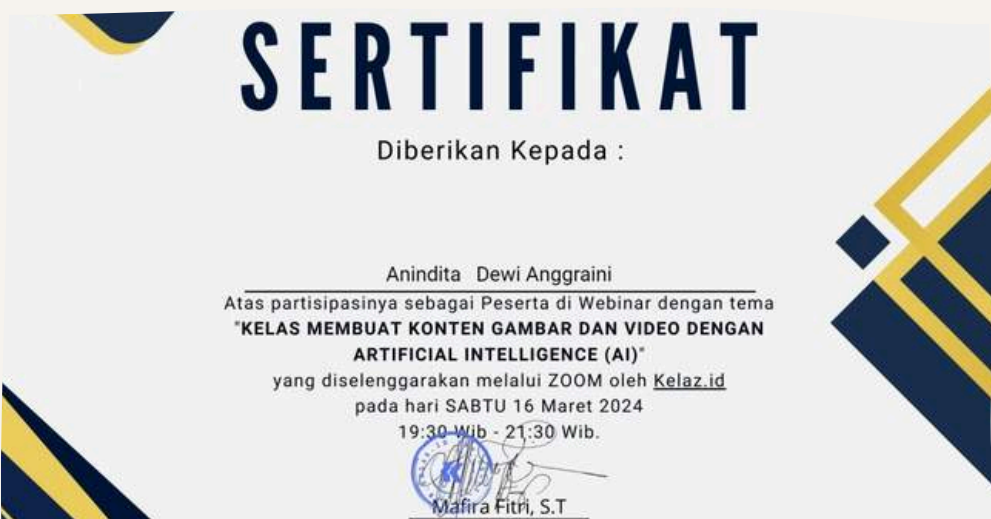 SERTIFIKAT
Diberikan Kepada :
Anindita Dewi Anggraini
Atas partisipasinya sebagai Peserta di Webinar dengan tema
"KELAS MEMBUAT KONTEN GAMBAR DAN VIDEO DENGAN
ARTIFICIAL INTELLIGENCE (AI)"
yang diselenggarakan melalui ZOOM oleh Kelaz.id
pada hari SABTU 16 Maret 2024
19:30 Wib - 21:30 Wib.
Mafira Fitri, S.T